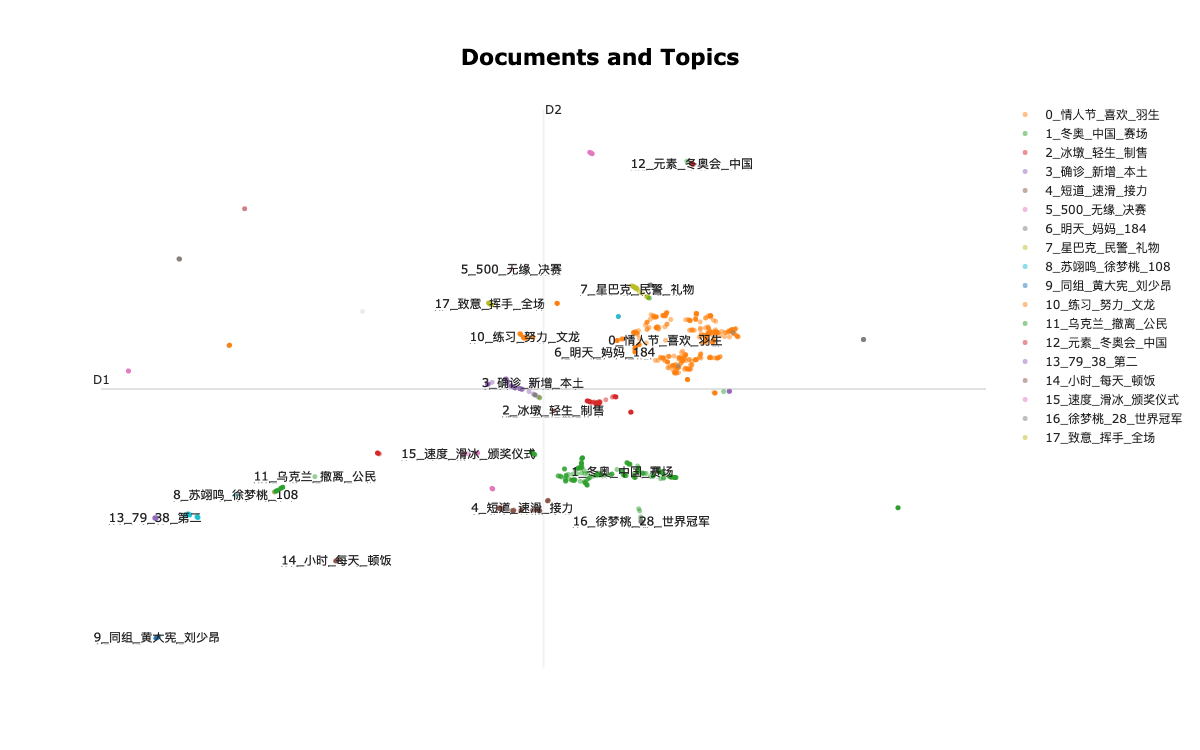 Documents and Topics
D2
12_元素_冬奥会_中国
5_500_无缘_决赛
7_星巴克_民警_礼物
17_致意_挥手_全场
10_练习_努力_文龙
0_情人节_喜欢_羽生
6_明天_妈妈_184
D1
3_确诊_新增_本土
2_冰墩_轻生_制售
15_速度_滑冰_颁奖仪式
1_冬奥_中国_赛场
11_乌克兰_撤离_公民
8_苏翊鸣_徐梦桃_108
4_短道_速滑_接力
13_79_38_第二
16_徐梦桃_28_世界冠军
14_小时_每天_顿饭
9_同组_黄大宪_刘少昂
0_情人节_喜欢_羽生
1_冬奥_中国_赛场
2_冰墩_轻生_制售
3_确诊_新增_本土
4_短道_速滑_接力
5_500_无缘_决赛
6_明天_妈妈_184
7_星巴克_民警_礼物
8_苏翊鸣_徐梦桃_108
9_同组_黄大宪_刘少昂
10_练习_努力_文龙
11_乌克兰_撤离_公民
12_元素_冬奥会_中国
13_79_38_第二
14_小时_每天_顿饭
15_速度_滑冰_颁奖仪式
16_徐梦桃_28_世界冠军
17_致意_挥手_全场